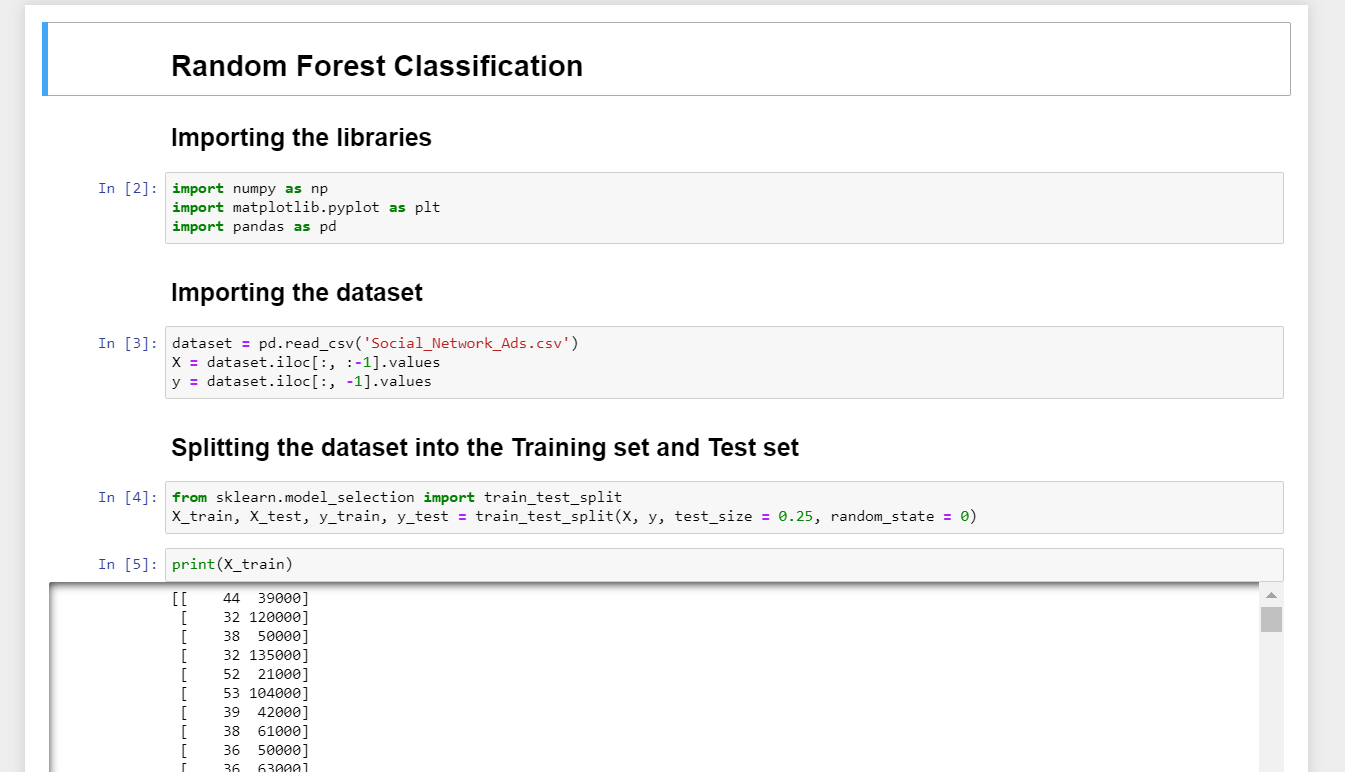 Random Forest Classification
Importing the libraries
In [2]: import numpy as np
import matplotlib.pyplot as plt
import pandas as pd
Importing the dataset
In [3]: dataset = pd.read_csv('Social_Network_Ads.csv')
X = dataset.iloc[:, :-1].values
y = dataset.iloc[:, -1].values
Splitting the dataset into the Training set and Test set
In [4]: from sklearn.model_selection import train_test_split
X_train, X_test, y_train, y_test = train_test_split(X, y, test_size = 0.25, random_state = 0)
In [5]: print(X_train)
[[    44  39000]
[    32 120000]
[    38  50000]
[    32 135000]
[    52  21000]
[    53 104000]
[    39  42000]
[    38  61000]
[    36  50000]
[    36  63000]